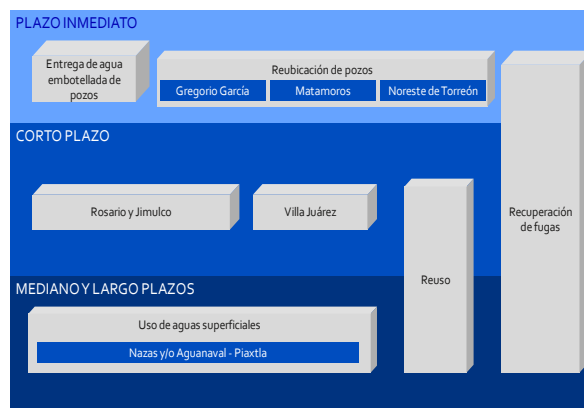 PLAZO INMEDIATO
Entrega de agua
embotellada de
pozos
Reubicación de pozos
Gregorio García
Matamoros
Noreste de Torreón
CORTO PLAZO
Rosario y Jimulco
Villa Juárez
Recuperación
de fugas
Reuso
MEDIANO Y LARGO PLAZOS
Uso de aguas superficiales
Nazas y/o Aguanaval - Piaxtla